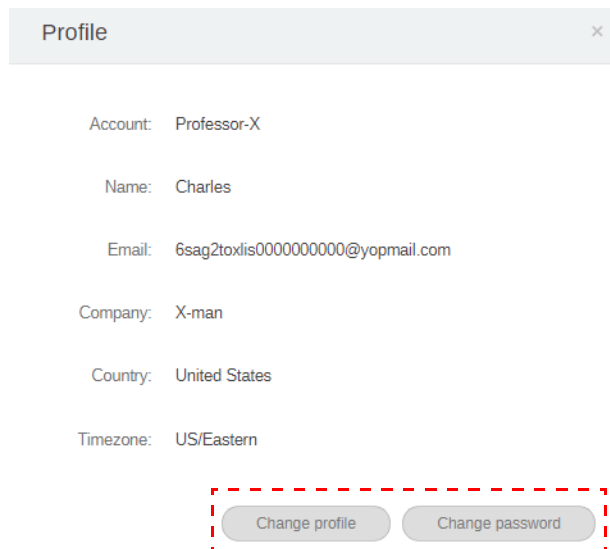 Profile ×
Account: Professor-X
Name: Charles
Email: 6sag2toxlis0000000000@yopmail.com
Company: X-man
Country: United States
Timezone: US/Eastern
Change profile Change password